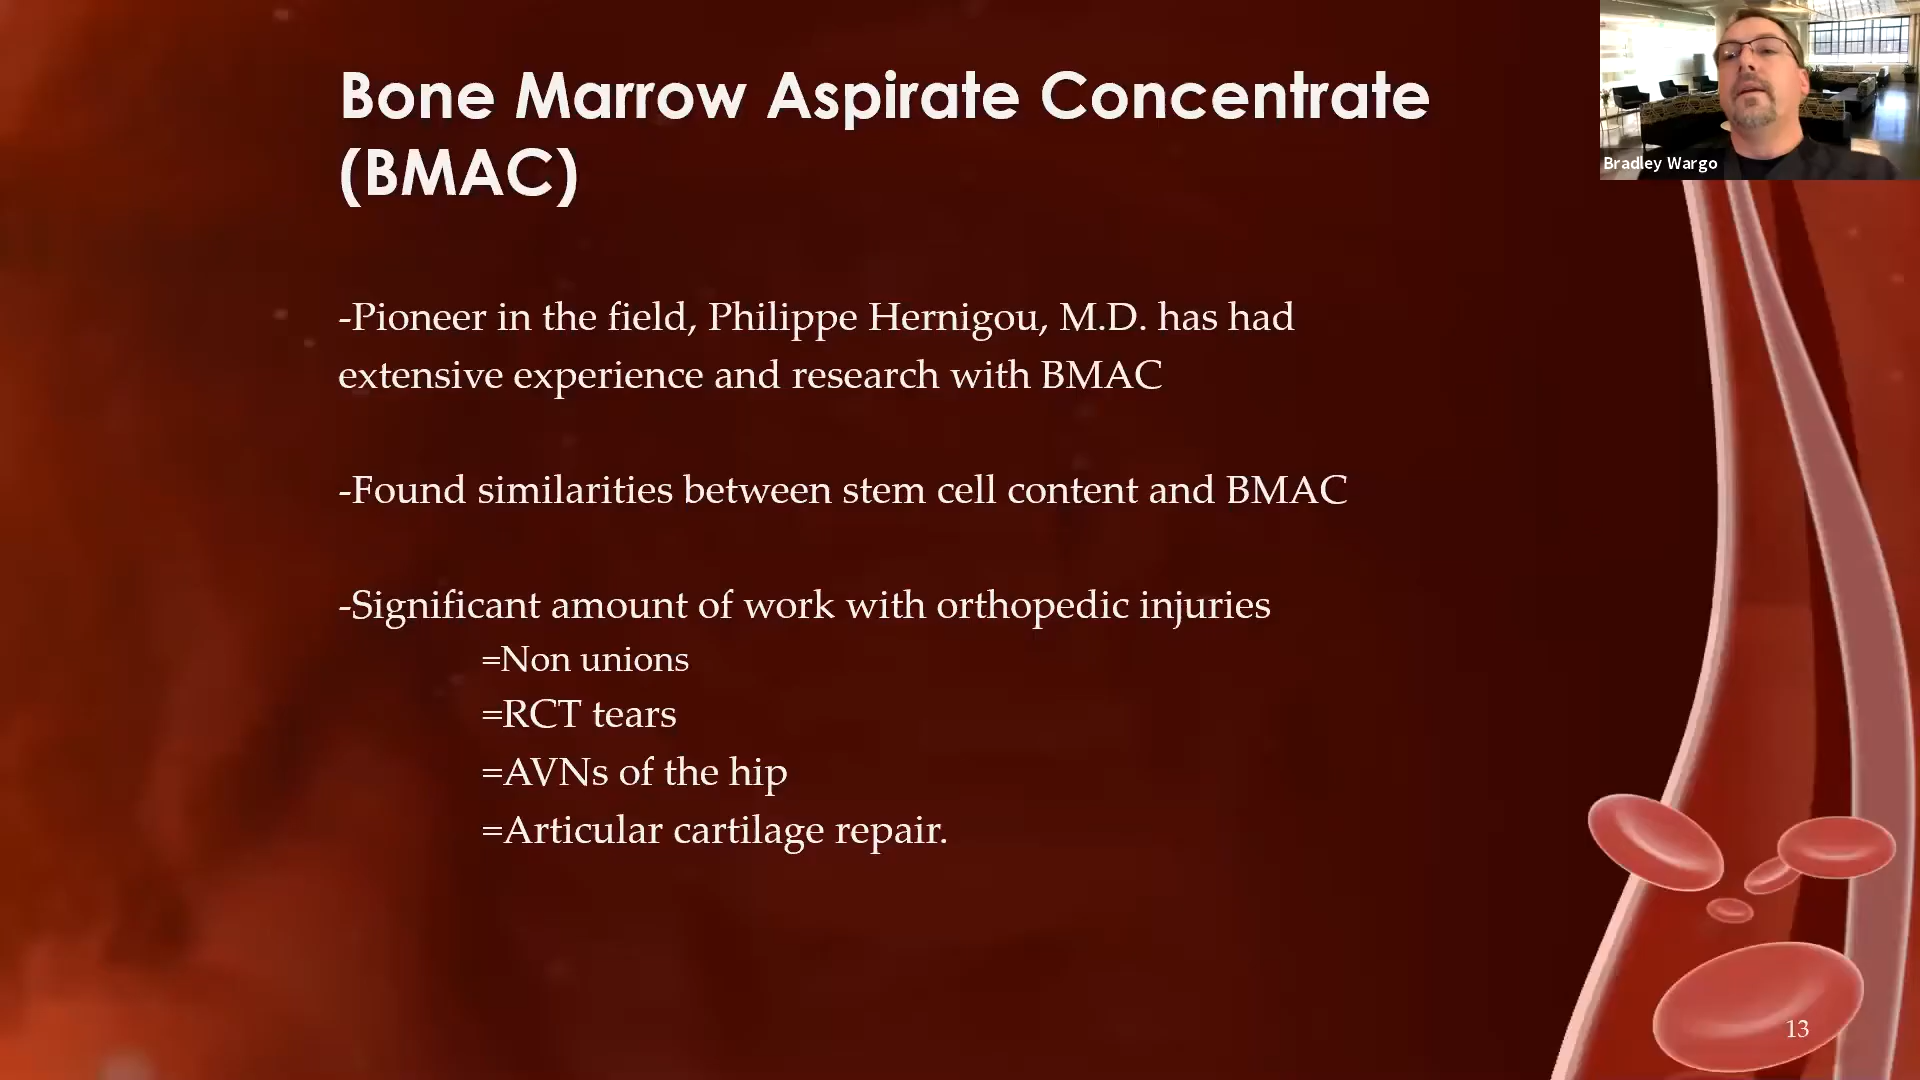 Bone Marrow Aspirate Concentrate
(BMAC)
Bradley Wargo
-Pioneer in the field, Philippe Hernigou, M.D. has had
extensive experience and research with BMAC
-Found similarities between stem cell content and BMAC
-Significant amount of work with orthopedic injuries
=Non unions
=RCT tears
=AVNs of the hip
=Articular cartilage repair.
13